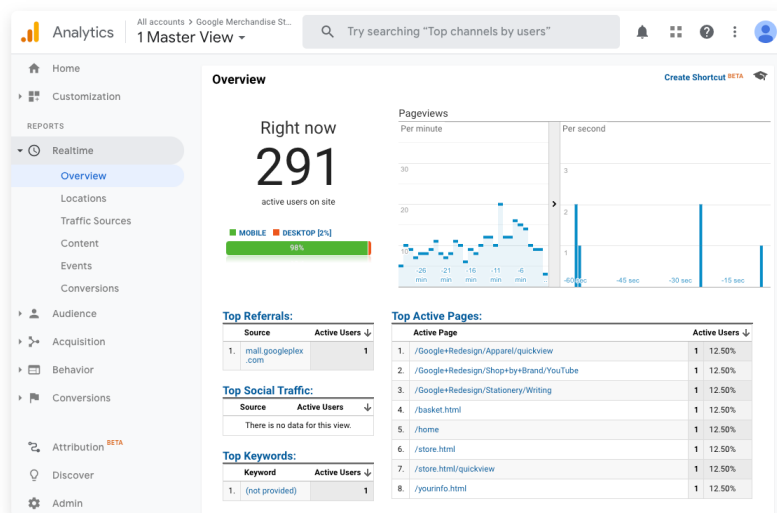 Analytics
All accounts > Google Merchandise St...
1 Master View
Try searching “Top channels by users”
Home
Customization
REPORTS
Realtime
Overview
Locations
Traffic Sources
Content
Events
Conversions
Audience
Acquisition
Behavior
Conversions
Attribution BETA
Discover
Admin
Overview
Create Shortcut BETA
Right now
291
active users on site
MOBILE DESKTOP [2%]
98%
Pageviews
Per minute
30
20
10
-26 min
-21 min
-16 min
-11 min
-6 min
Per second
3
2
1
-60 sec
-45 sec
-30 sec
-15 sec
Top Referrals:
Source Active Users
1. mall.googleplex
.com 1
Top Social Traffic:
Source Active Users
There is no data for this view.
Top Keywords:
Keyword Active Users
1. (not provided) 1
Top Active Pages:
Active Page Active Users
1. /Google+Redesign/Apparel/quickview 1 12.50%
2. /Google+Redesign/Shop+by+Brand/YouTube 1 12.50%
3. /Google+Redesign/Stationery/Writing 1 12.50%
4. /basket.html 1 12.50%
5. /home 1 12.50%
6. /store.html 1 12.50%
7. /store.html/quickview 1 12.50%
8. /yourinfo.html 1 12.50%